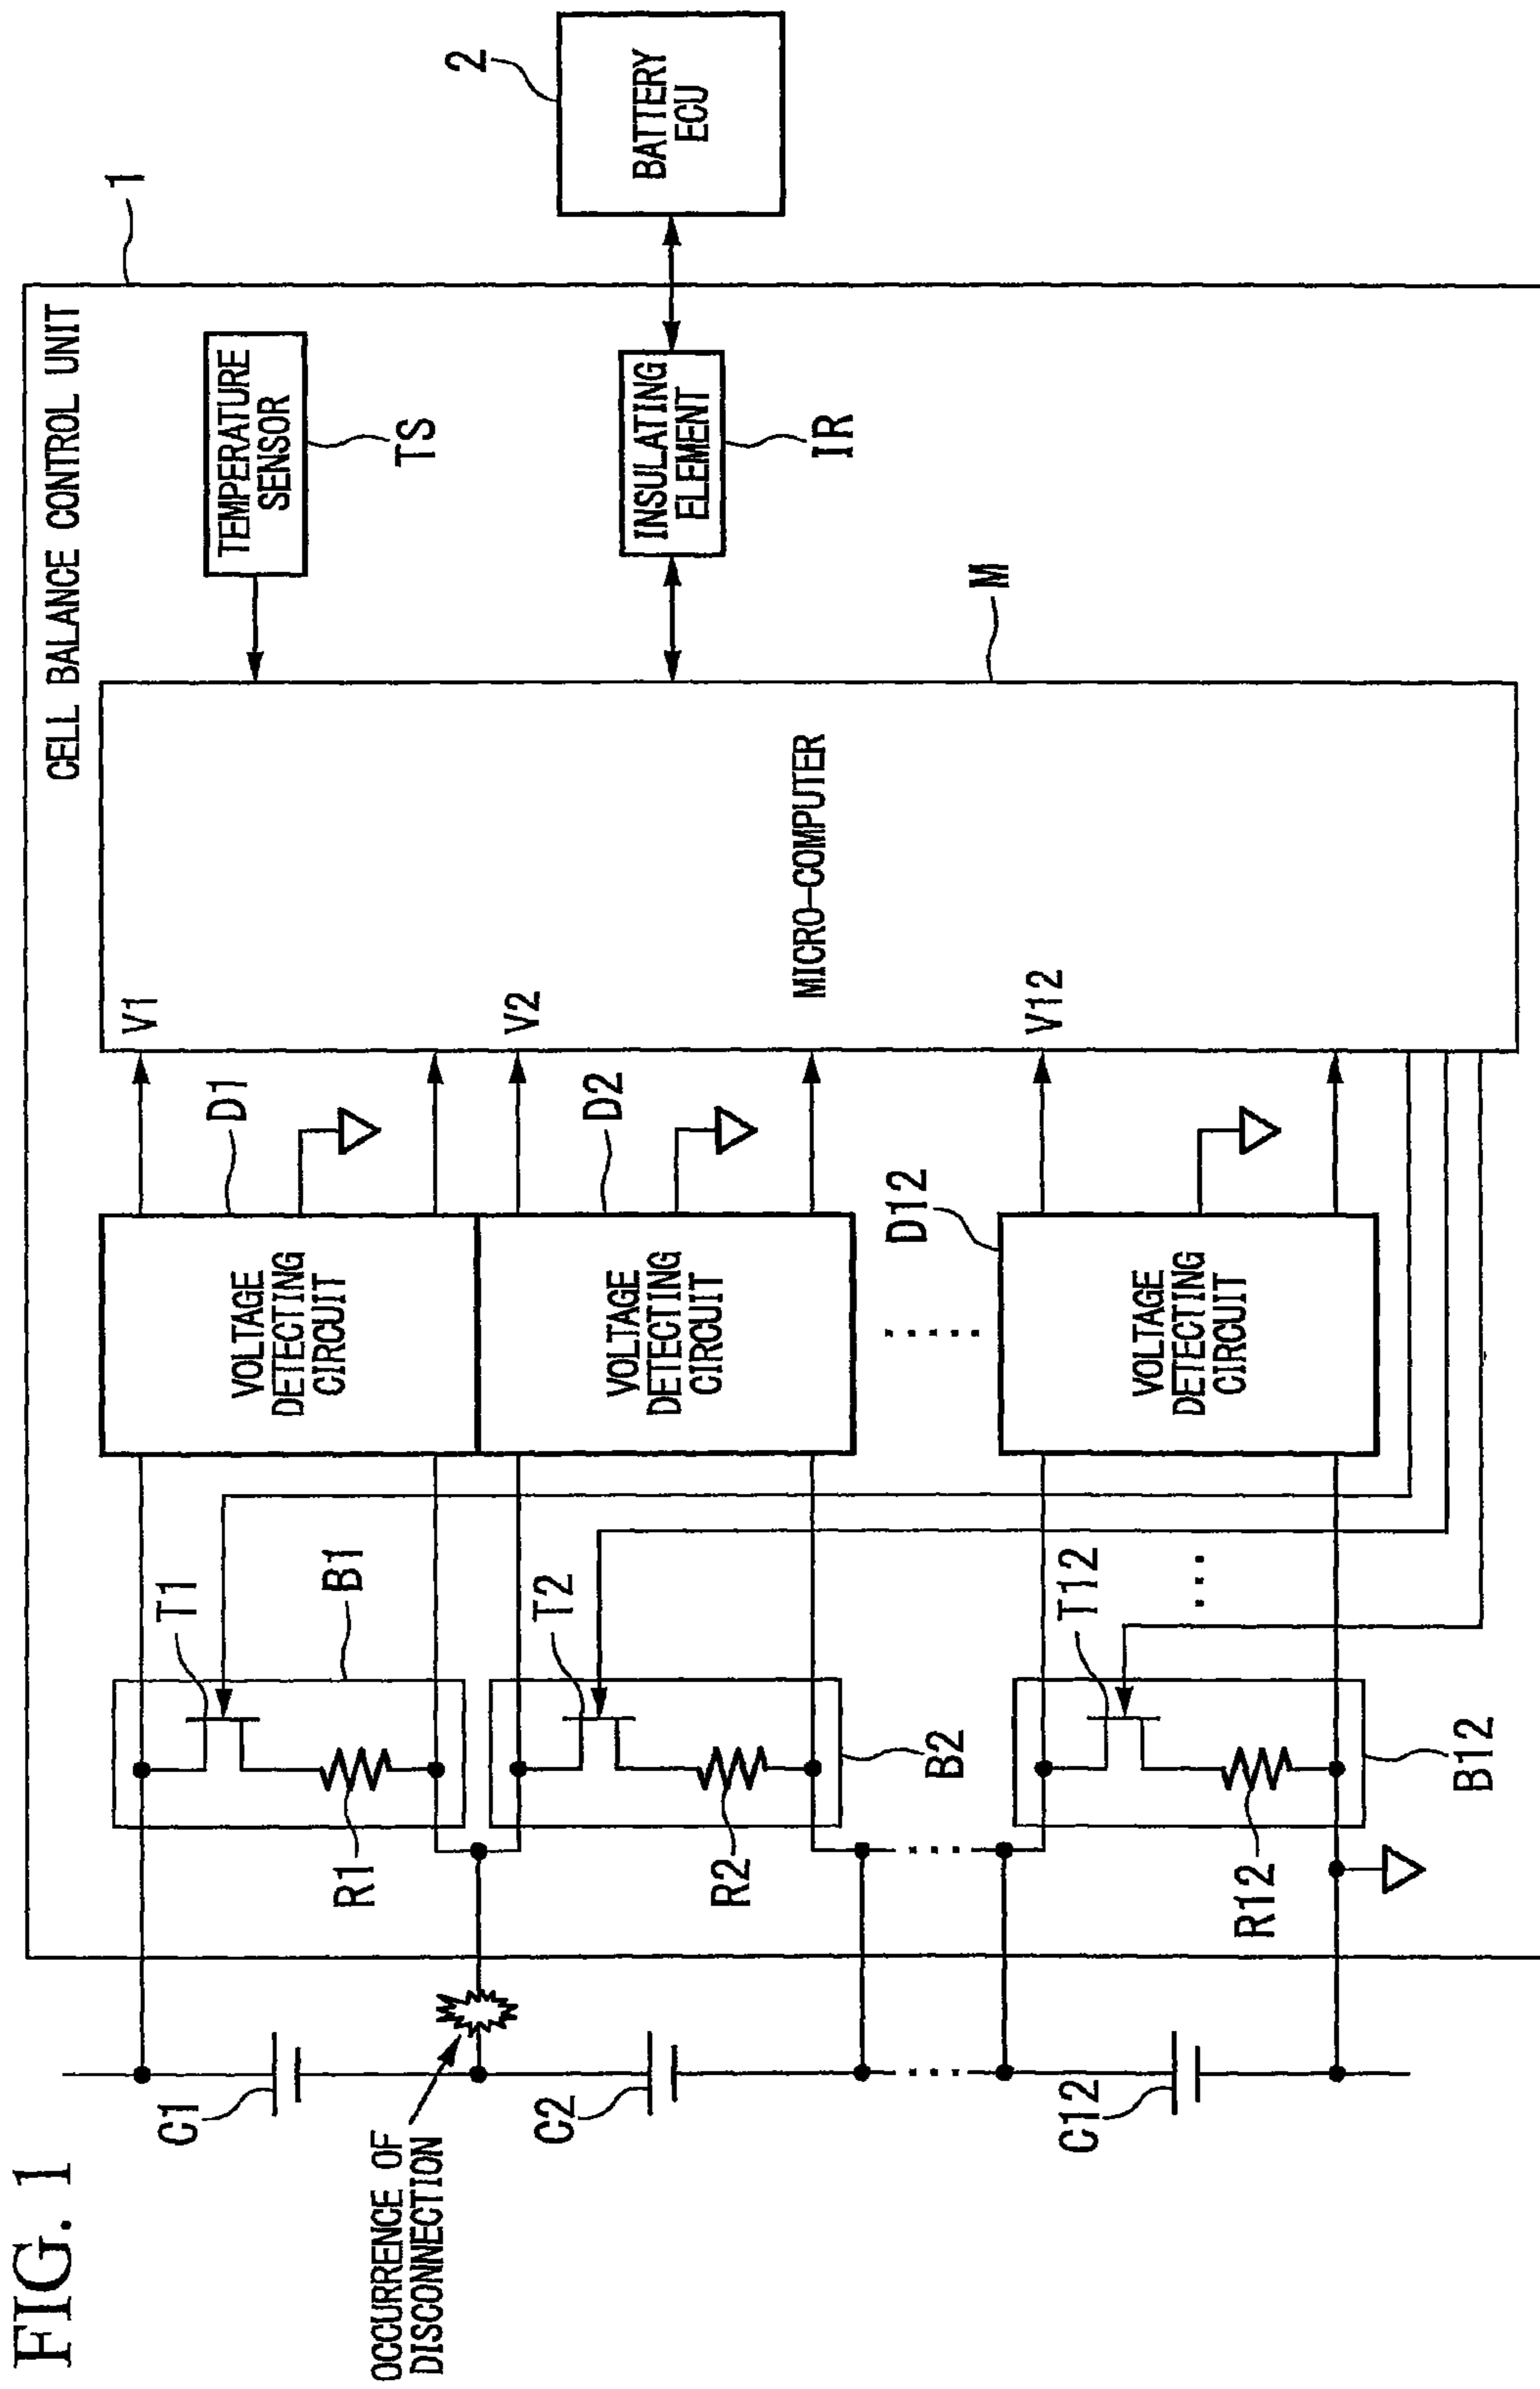 FIG. 1
CELL BALANCE CONTROL UNIT
1
2
C1
T1
R1
B1
VOLTAGE
DETECTING
CIRCUIT
D1
V1
TEMPERATURE
SENSOR
TS
OCCURRENCE OF
DISCONNECTION
C2
T2
R2
B2
VOLTAGE
DETECTING
CIRCUIT
D2
V2
MICRO-COMPUTER
M
INSULATING
ELEMENT
IR
BATTERY
ECU
C12
T12
R12
B12
VOLTAGE
DETECTING
CIRCUIT
D12
V12